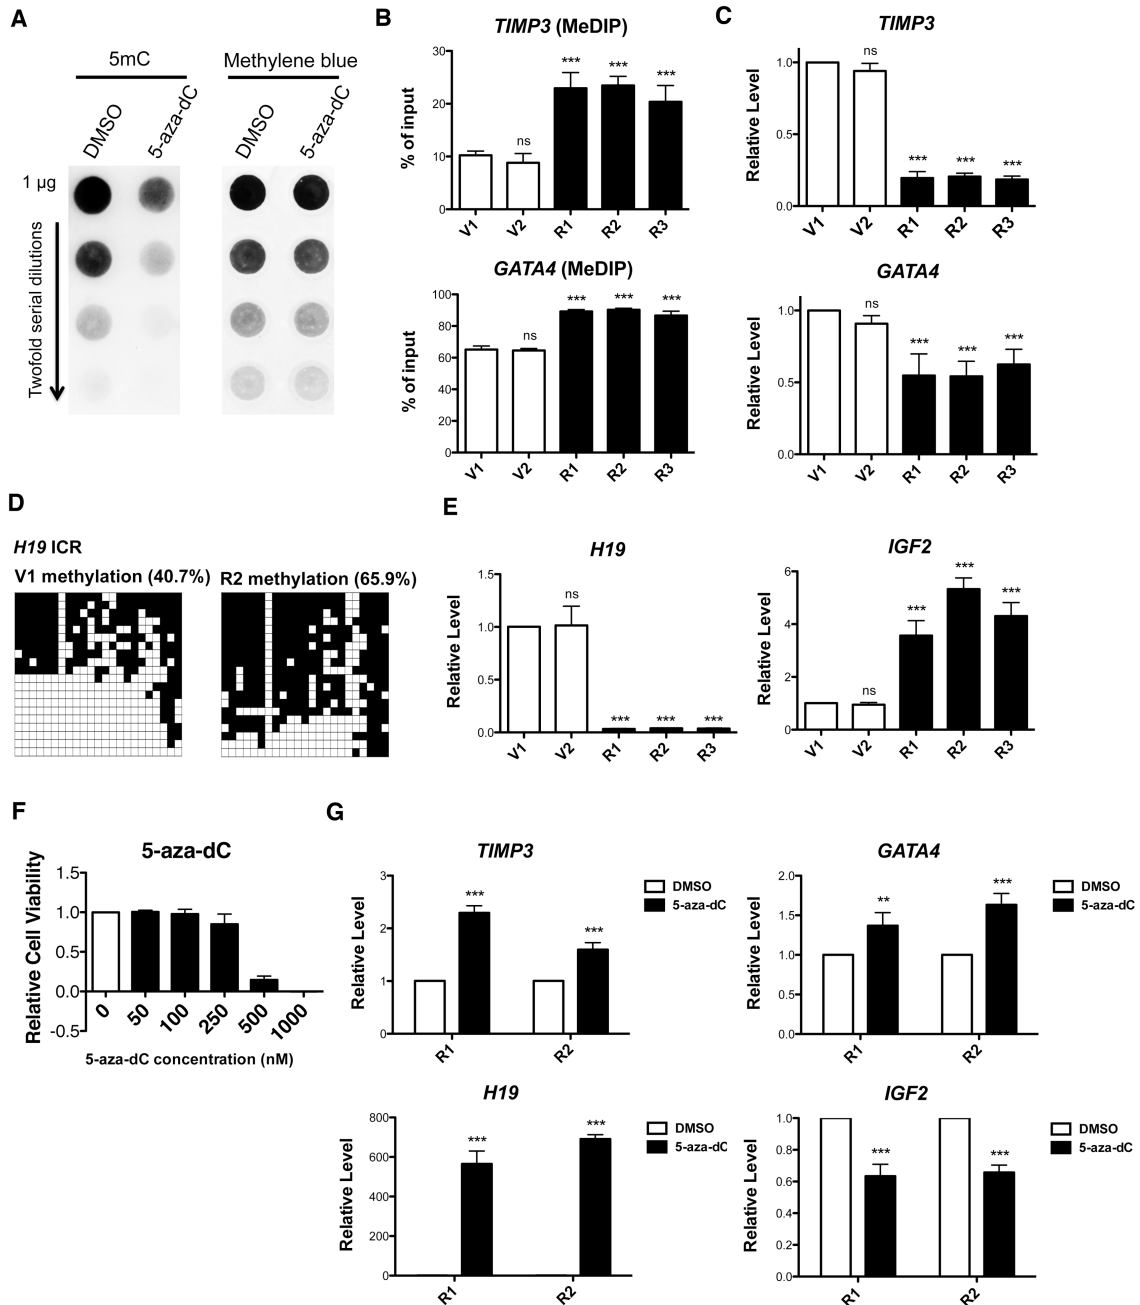 A
5mC
Methylene blue
DMSO
5-aza-dC
DMSO
5-aza-dC
1 µg
Twofold serial dilutions
B
TIMP3 (MeDIP)
% of input
30
20
10
0
ns
***
***
***
V1
V2
R1
R2
R3
GATA4 (MeDIP)
% of input
100
80
60
40
20
0
ns
***
***
***
V1
V2
R1
R2
R3
C
TIMP3
Relative Level
1.0
0.5
0.0
ns
***
***
***
V1
V2
R1
R2
R3
GATA4
Relative Level
1.0
0.5
0.0
ns
***
***
***
V1
V2
R1
R2
R3
D
H19 ICR
V1 methylation (40.7%)
R2 methylation (65.9%)
E
H19
Relative Level
1.5
1.0
0.5
0.0
ns
***
***
***
V1
V2
R1
R2
R3
IGF2
Relative Level
6
4
2
0
ns
***
***
***
V1
V2
R1
R2
R3
F
5-aza-dC
Relative Cell Viability
1.5
1.0
0.5
0.0
-0.5
0
50
100
250
500
1000
5-aza-dC concentration (nM)
G
TIMP3
Relative Level
3
2
1
0
***
***
R1
R2
DMSO
5-aza-dC
GATA4
Relative Level
2.0
1.5
1.0
0.5
0.0
**
***
R1
R2
DMSO
5-aza-dC
H19
Relative Level
800
600
400
200
0
***
***
R1
R2
DMSO
5-aza-dC
IGF2
Relative Level
1.0
0.8
0.6
0.4
0.2
0.0
***
***
R1
R2
DMSO
5-aza-dC